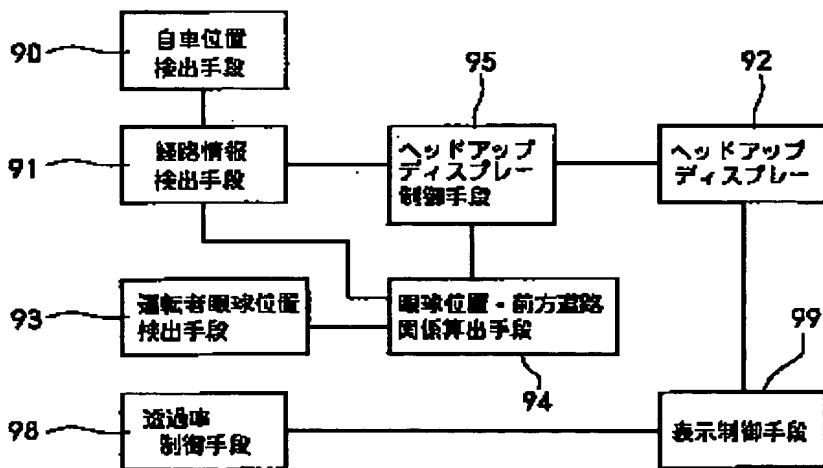 90
自車位置
検出手段
91
経路情報
検出手段
95
ヘッドアップ
ディスプレー
制御手段
92
ヘッドアップ
ディスプレー
93
運転者眼球位置
検出手段
眼球位置・前方道路
関係算出手段
94
98
透過率
制御手段
99
表示制御手段